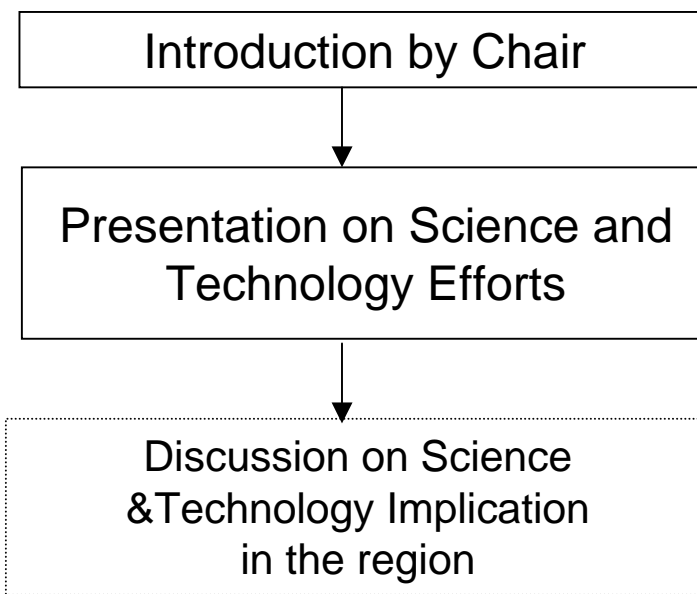 Introduction by Chair
Presentation on Science and
Technology Efforts
Discussion on Science
&Technology Implication
in the region